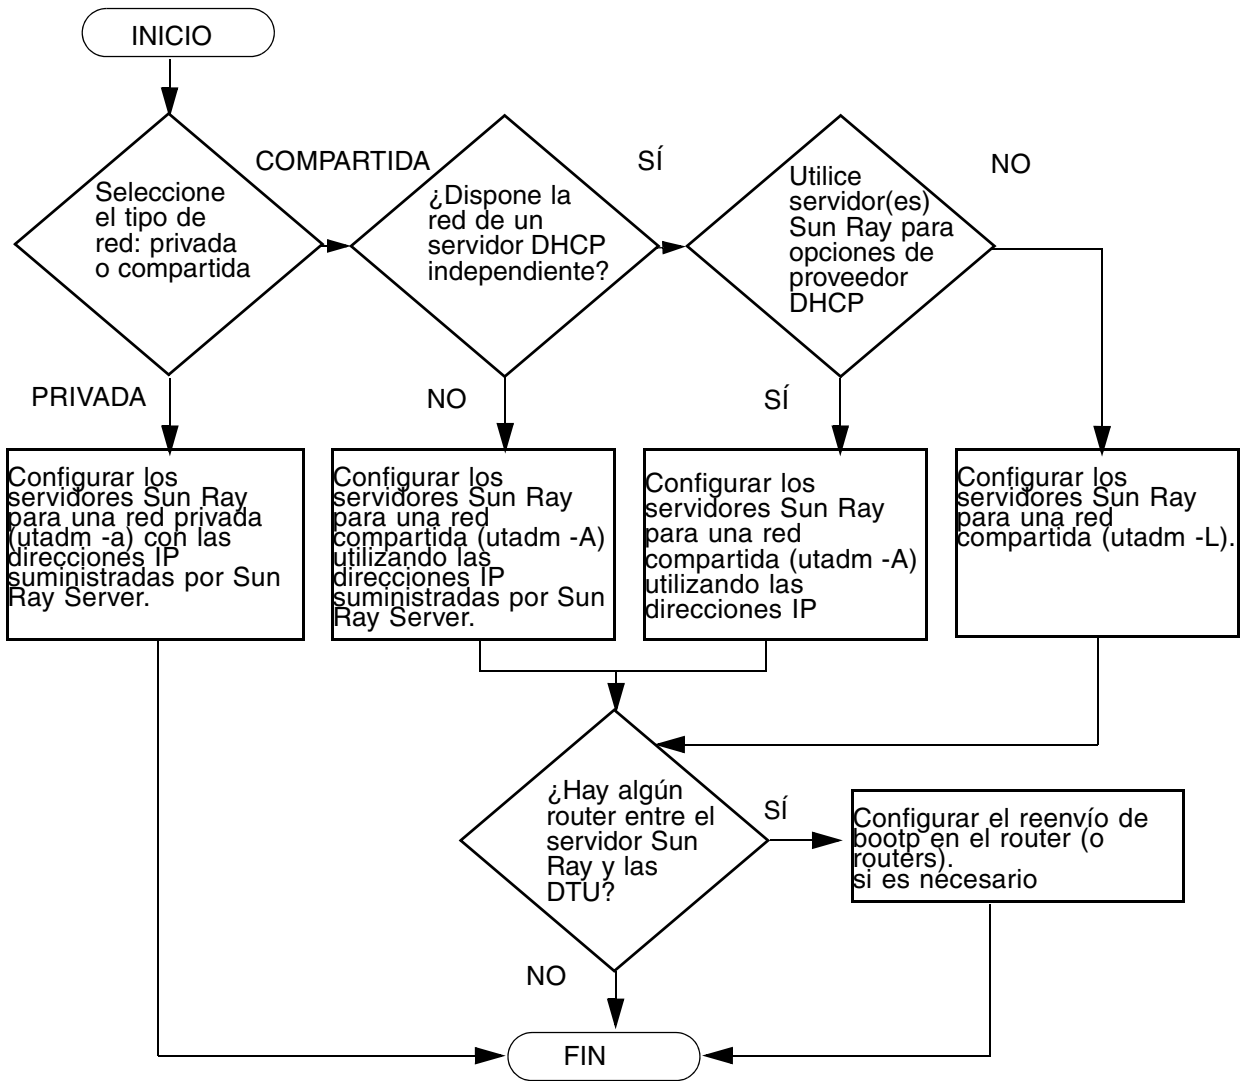 INICIO
Seleccione
el tipo de
red: privada
o compartida
COMPARTIDA
¿Dispone la
red de un
servidor DHCP
independiente?
SÍ
Utilice
servidor(es)
Sun Ray para
opciones de
proveedor
DHCP
NO
PRIVADA
NO
SÍ
Configurar los
servidores Sun Ray
para una red privada
(utadm -a) con las
direcciones IP
suministradas por Sun
Ray Server.
Configurar los
servidores Sun Ray
para una red
compartida (utadm -A)
utilizando las
direcciones IP
suministradas por Sun
Ray Server.
Configurar los
servidores Sun Ray
para una red
compartida (utadm -A)
utilizando las
direcciones IP
Configurar los
servidores Sun Ray
para una red
compartida (utadm -L).
¿Hay algún
router entre el
servidor Sun
Ray y las
DTU?
SÍ
Configurar el reenvío de
bootp en el router (o
routers).
si es necesario
NO
FIN